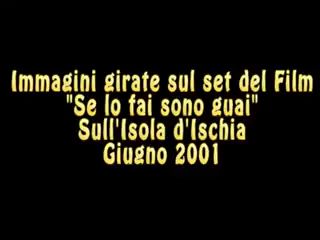 Immagini girate sul set del Film
"Se lo fai sono guai"
Sull'Isola d'Ischia
Giugno 2001